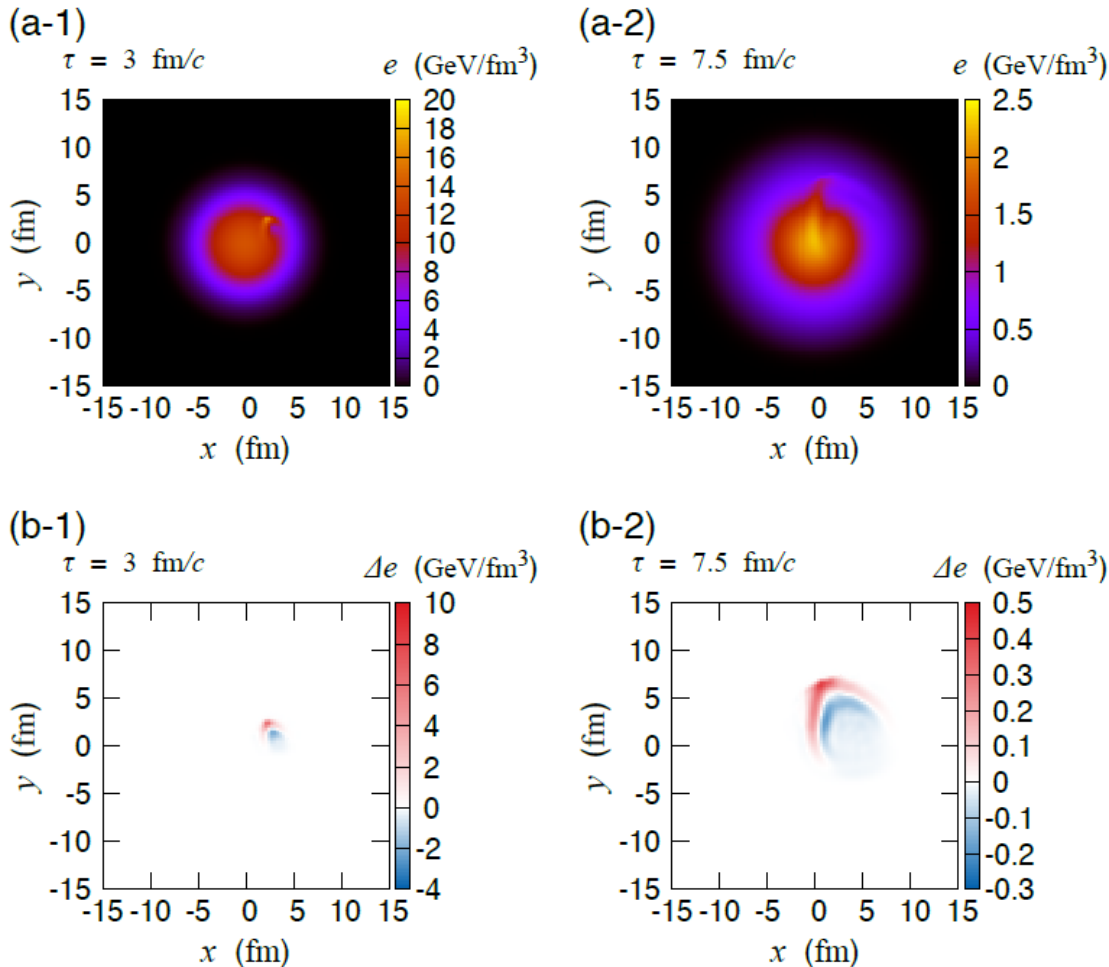 (a-1)
τ = 3 fm/c
e (GeV/fm³)
15
10
5
0
-5
-10
-15
y (fm)
-15 -10 -5 0 5 10 15
x (fm)
20
18
16
14
12
10
8
6
4
2
0
(a-2)
τ = 7.5 fm/c
e (GeV/fm³)
15
10
5
0
-5
-10
-15
y (fm)
-15 -10 -5 0 5 10 15
x (fm)
2.5
2
1.5
1
0.5
0
(b-1)
τ = 3 fm/c
Δe (GeV/fm³)
15
10
5
0
-5
-10
-15
y (fm)
-15 -10 -5 0 5 10 15
x (fm)
10
8
6
4
2
0
-2
-4
(b-2)
τ = 7.5 fm/c
Δe (GeV/fm³)
15
10
5
0
-5
-10
-15
y (fm)
-15 -10 -5 0 5 10 15
x (fm)
0.5
0.4
0.3
0.2
0.1
0
-0.1
-0.2
-0.3